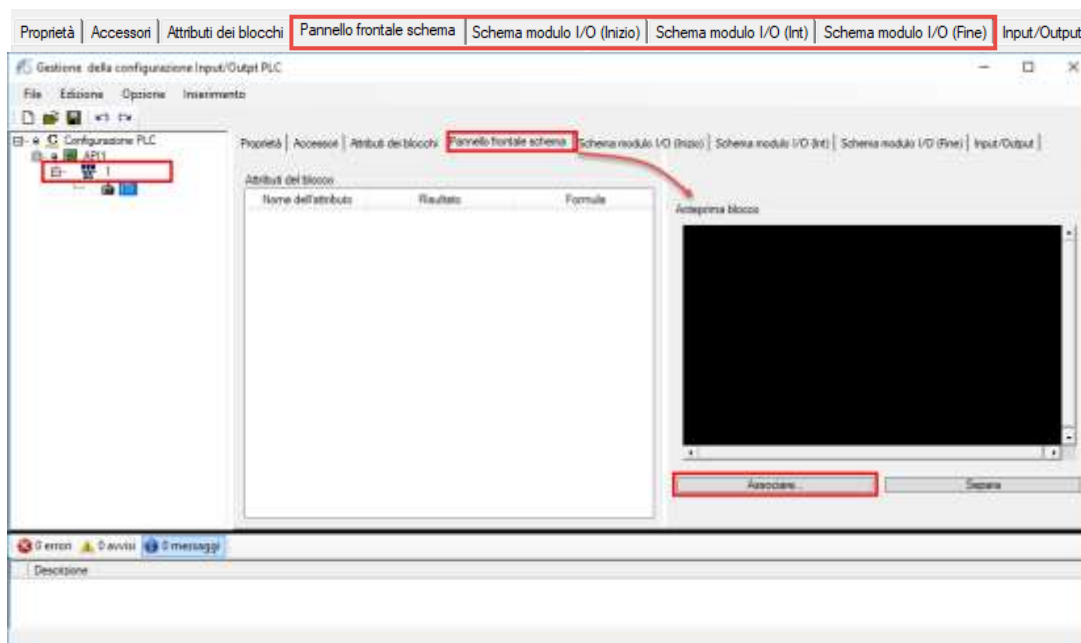 Proprietà | Accessori | Attributi dei blocchi | Pannello frontale schema | Schema modulo I/O (Inizio) | Schema modulo I/O (Int) | Schema modulo I/O (Fine) | Input/Output
Gestione della configurazione Input/Outpt PLC
File Edizione Opzione Inserimento
Configurazione PLC
API1
1
Proprietà | Accessori | Attributi dei blocchi | Pannello frontale schema | Schema modulo I/O (Inizio) | Schema modulo I/O (Int) | Schema modulo I/O (Fine) | Input/Output
Attributi del blocco
Nome dell'attributo Risultato Formule
Anteprima blocco
Associare... Separa
0 errori 0 avvisi 0 messaggi
Descrizione